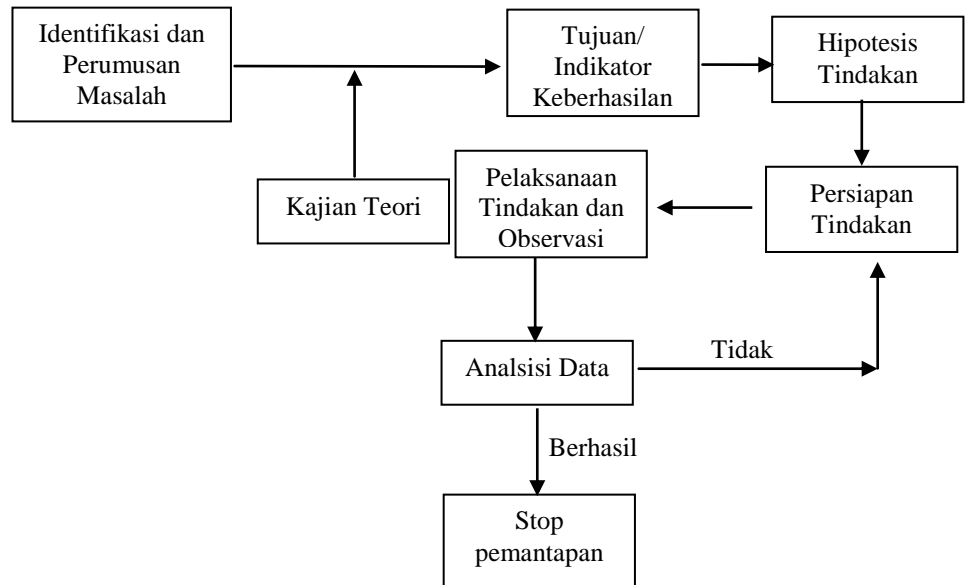 Identifikasi dan
Perumusan
Masalah
Tujuan/
Indikator
Keberhasilan
Hipotesis
Tindakan
Kajian Teori
Pelaksanaan
Tindakan dan
Observasi
Persiapan
Tindakan
Analsisi Data
Tidak
Berhasil
Stop
pemantapan